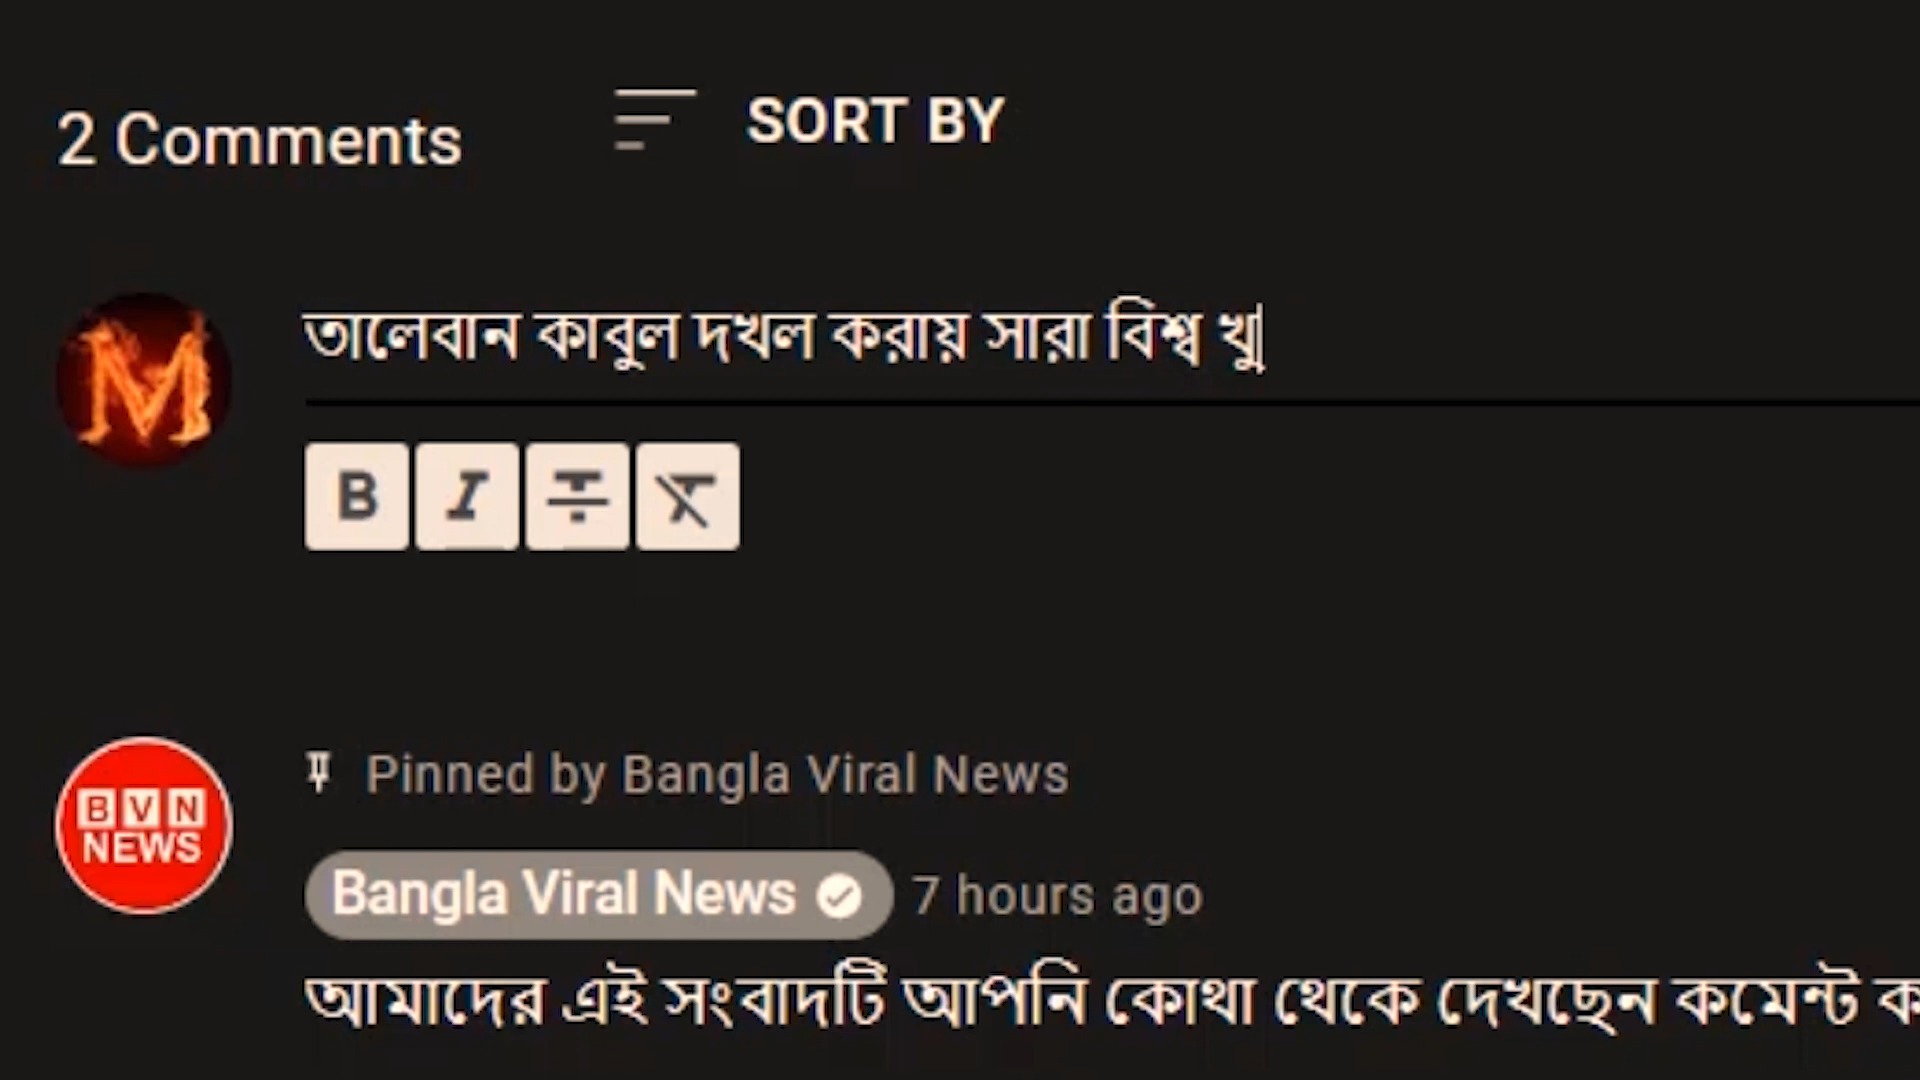 2 Comments
SORT BY
M
তালেবান কাবুল দখল করায় সারা বিশ্ব খু
B I T T
Pinned by Bangla Viral News
BVN
NEWS
Bangla Viral News 7 hours ago
আমাদের এই সংবাদটি আপনি কোথা থেকে দেখছেন কমেন্ট ক